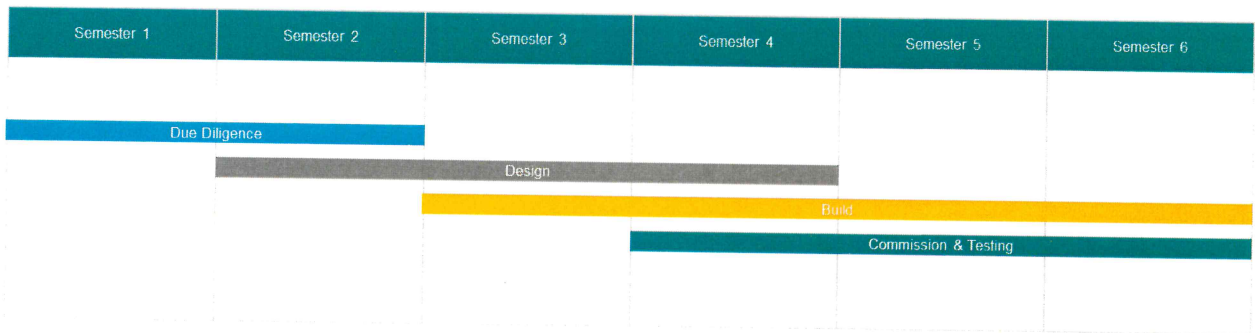 Semester 1
Semester 2
Semester 3
Semester 4
Semester 5
Semester 6
Due Diligence
Design
Build
Commission & Testing